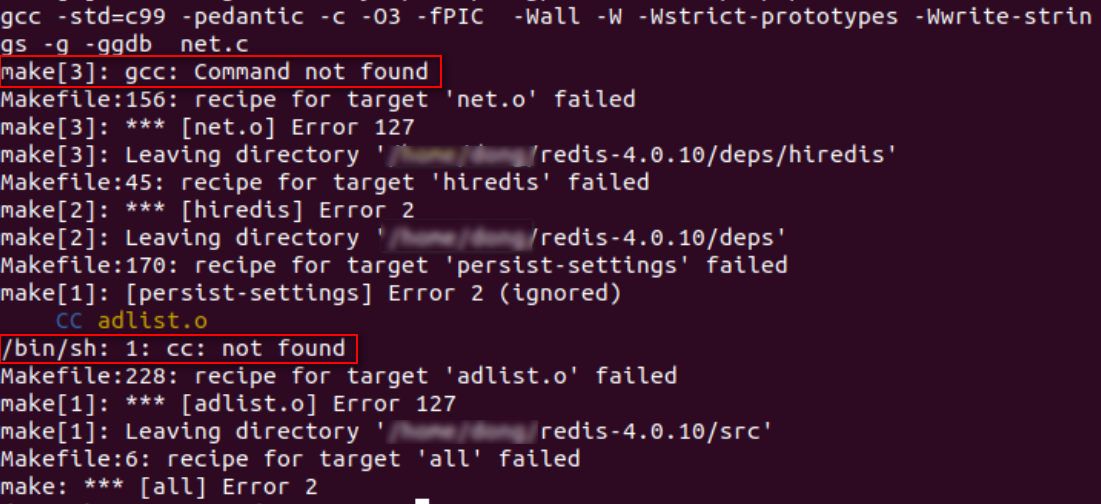 gcc -std=c99 -pedantic -c -O3 -fPIC  -Wall -W -Wstrict-prototypes -Wwrite-strin
gs -g -ggdb  net.c
make[3]: gcc: Command not found
Makefile:156: recipe for target 'net.o' failed
make[3]: *** [net.o] Error 127
make[3]: Leaving directory '/redis-4.0.10/deps/hiredis'
Makefile:45: recipe for target 'hiredis' failed
make[2]: *** [hiredis] Error 2
make[2]: Leaving directory '/redis-4.0.10/deps'
Makefile:170: recipe for target 'persist-settings' failed
make[1]: [persist-settings] Error 2 (ignored)
    CC adlist.o
/bin/sh: 1: cc: not found
Makefile:228: recipe for target 'adlist.o' failed
make[1]: *** [adlist.o] Error 127
make[1]: Leaving directory 'redis-4.0.10/src'
Makefile:6: recipe for target 'all' failed
make: *** [all] Error 2